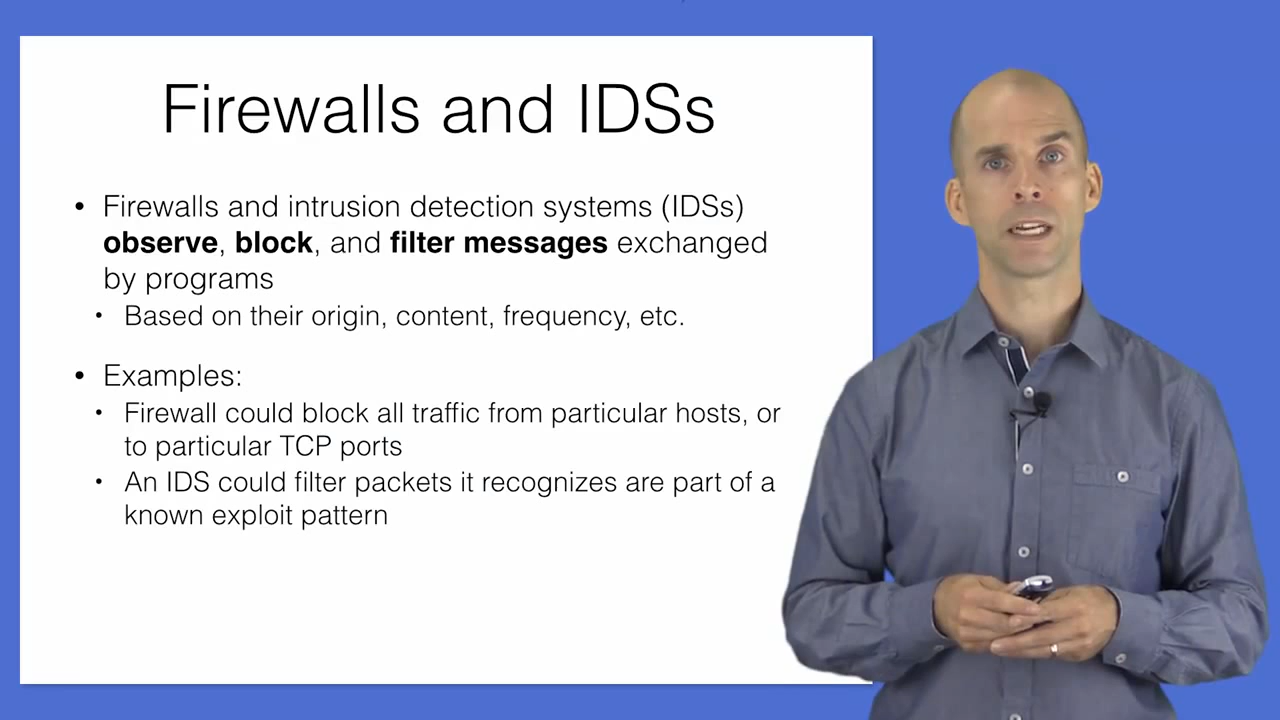 Firewalls and IDSs
• Firewalls and intrusion detection systems (IDSs)
observe, block, and filter messages exchanged
by programs
• Based on their origin, content, frequency, etc.
• Examples:
• Firewall could block all traffic from particular hosts, or
to particular TCP ports
• An IDS could filter packets it recognizes are part of a
known exploit pattern